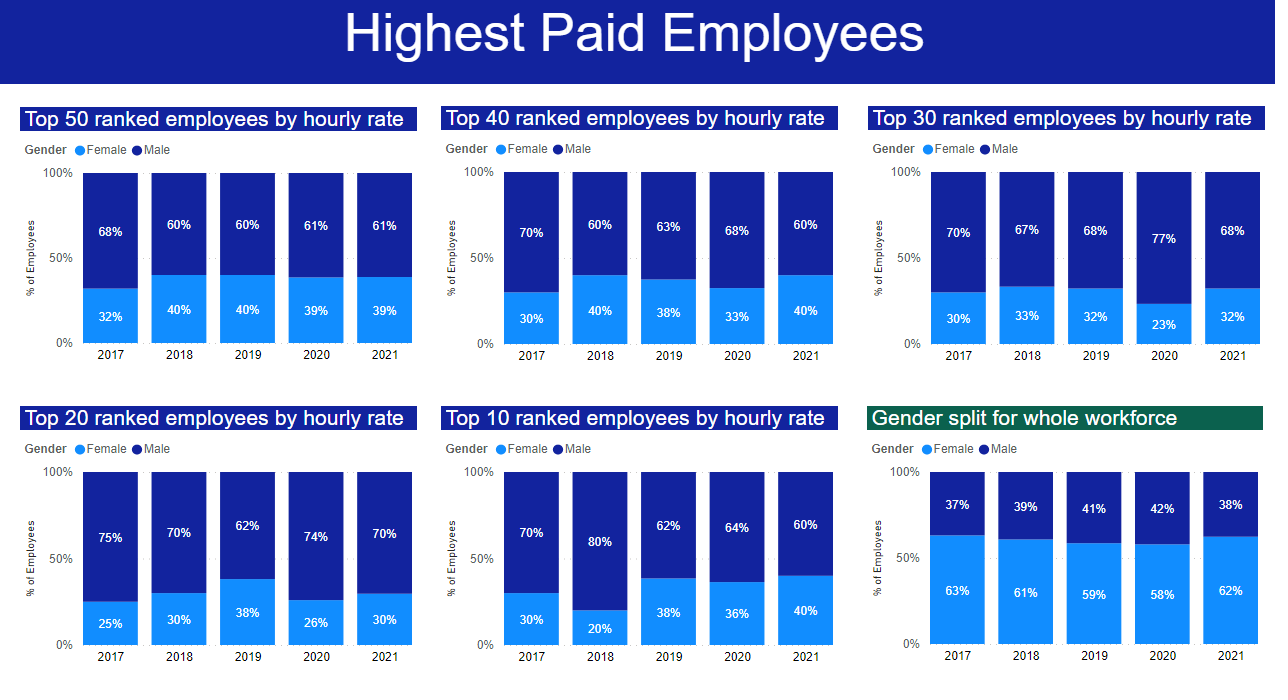 Highest Paid Employees
Top 50 ranked employees by hourly rate
Gender Female Male
100%
50%
0%
% of Employees
68% 60% 60% 61% 61%
32% 40% 40% 39% 39%
2017 2018 2019 2020 2021
Top 40 ranked employees by hourly rate
Gender Female Male
100%
50%
0%
% of Employees
70% 60% 63% 68% 60%
30% 40% 38% 33% 40%
2017 2018 2019 2020 2021
Top 30 ranked employees by hourly rate
Gender Female Male
100%
50%
0%
% of Employees
70% 67% 68% 77% 68%
30% 33% 32% 23% 32%
2017 2018 2019 2020 2021
Top 20 ranked employees by hourly rate
Gender Female Male
100%
50%
0%
% of Employees
75% 70% 62% 74% 70%
25% 30% 38% 26% 30%
2017 2018 2019 2020 2021
Top 10 ranked employees by hourly rate
Gender Female Male
100%
50%
0%
% of Employees
70% 80% 62% 64% 60%
30% 20% 38% 36% 40%
2017 2018 2019 2020 2021
Gender split for whole workforce
Gender Female Male
100%
50%
0%
% of Employees
37% 39% 41% 42% 38%
63% 61% 59% 58% 62%
2017 2018 2019 2020 2021